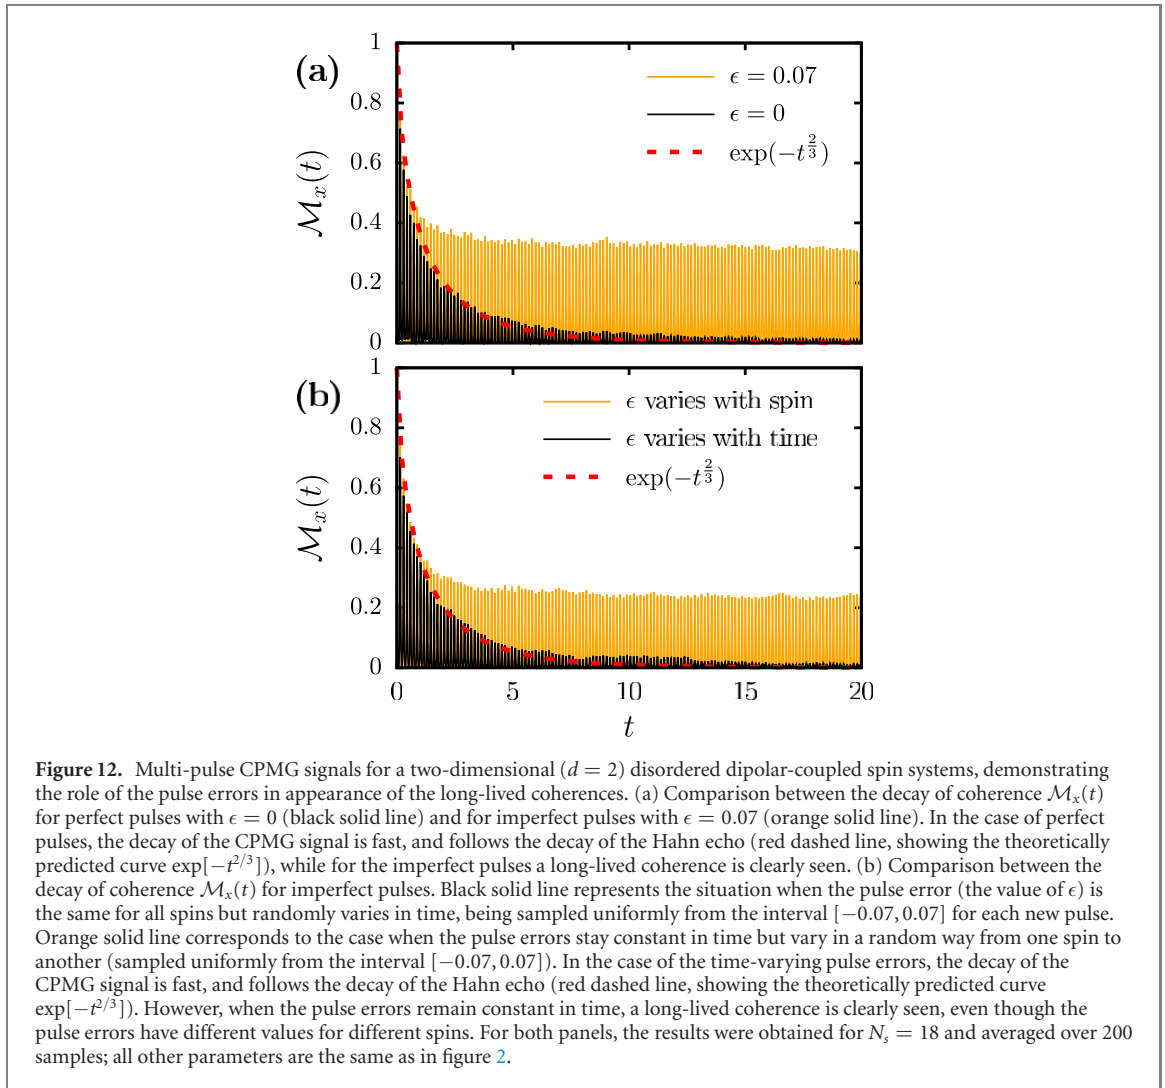 1
(a)
ϵ = 0.07
0.8
ϵ = 0
exp(−t^{2/3})
0.6
ℳₓ(t)
0.4
0.2
0
1
(b)
ϵ varies with spin
0.8
ϵ varies with time
exp(−t^{2/3})
0.6
ℳₓ(t)
0.4
0.2
0
0 5 10 15 20
t
Figure 12. Multi-pulse CPMG signals for a two-dimensional (d = 2) disordered dipolar-coupled spin systems, demonstrating
the role of the pulse errors in appearance of the long-lived coherences. (a) Comparison between the decay of coherence ℳₓ(t)
for perfect pulses with ϵ = 0 (black solid line) and for imperfect pulses with ϵ = 0.07 (orange solid line). In the case of perfect
pulses, the decay of the CPMG signal is fast, and follows the decay of the Hahn echo (red dashed line, showing the theoretically
predicted curve exp[−t^{2/3}]), while for the imperfect pulses a long-lived coherence is clearly seen. (b) Comparison between the
decay of coherence ℳₓ(t) for imperfect pulses. Black solid line represents the situation when the pulse error (the value of ϵ) is
the same for all spins but randomly varies in time, being sampled uniformly from the interval [−0.07, 0.07] for each new pulse.
Orange solid line corresponds to the case when the pulse errors stay constant in time but vary in a random way from one spin to
another (sampled uniformly from the interval [−0.07, 0.07]). In the case of the time-varying pulse errors, the decay of the
CPMG signal is fast, and follows the decay of the Hahn echo (red dashed line, showing the theoretically predicted curve
exp[−t^{2/3}]). However, when the pulse errors remain constant in time, a long-lived coherence is clearly seen, even though the
pulse errors have different values for different spins. For both panels, the results were obtained for Nₛ = 18 and averaged over 200
samples; all other parameters are the same as in figure 2.